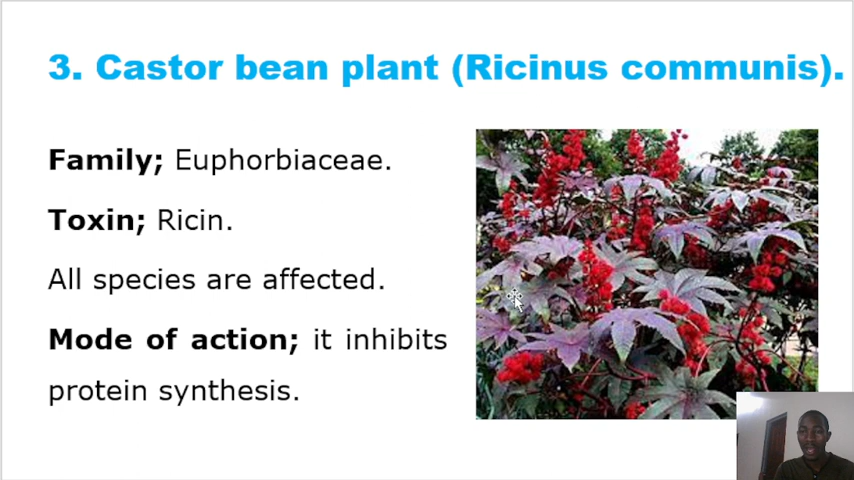 3. Castor bean plant (Ricinus communis).
Family; Euphorbiaceae.
Toxin; Ricin.
All species are affected.
Mode of action; it inhibits
protein synthesis.